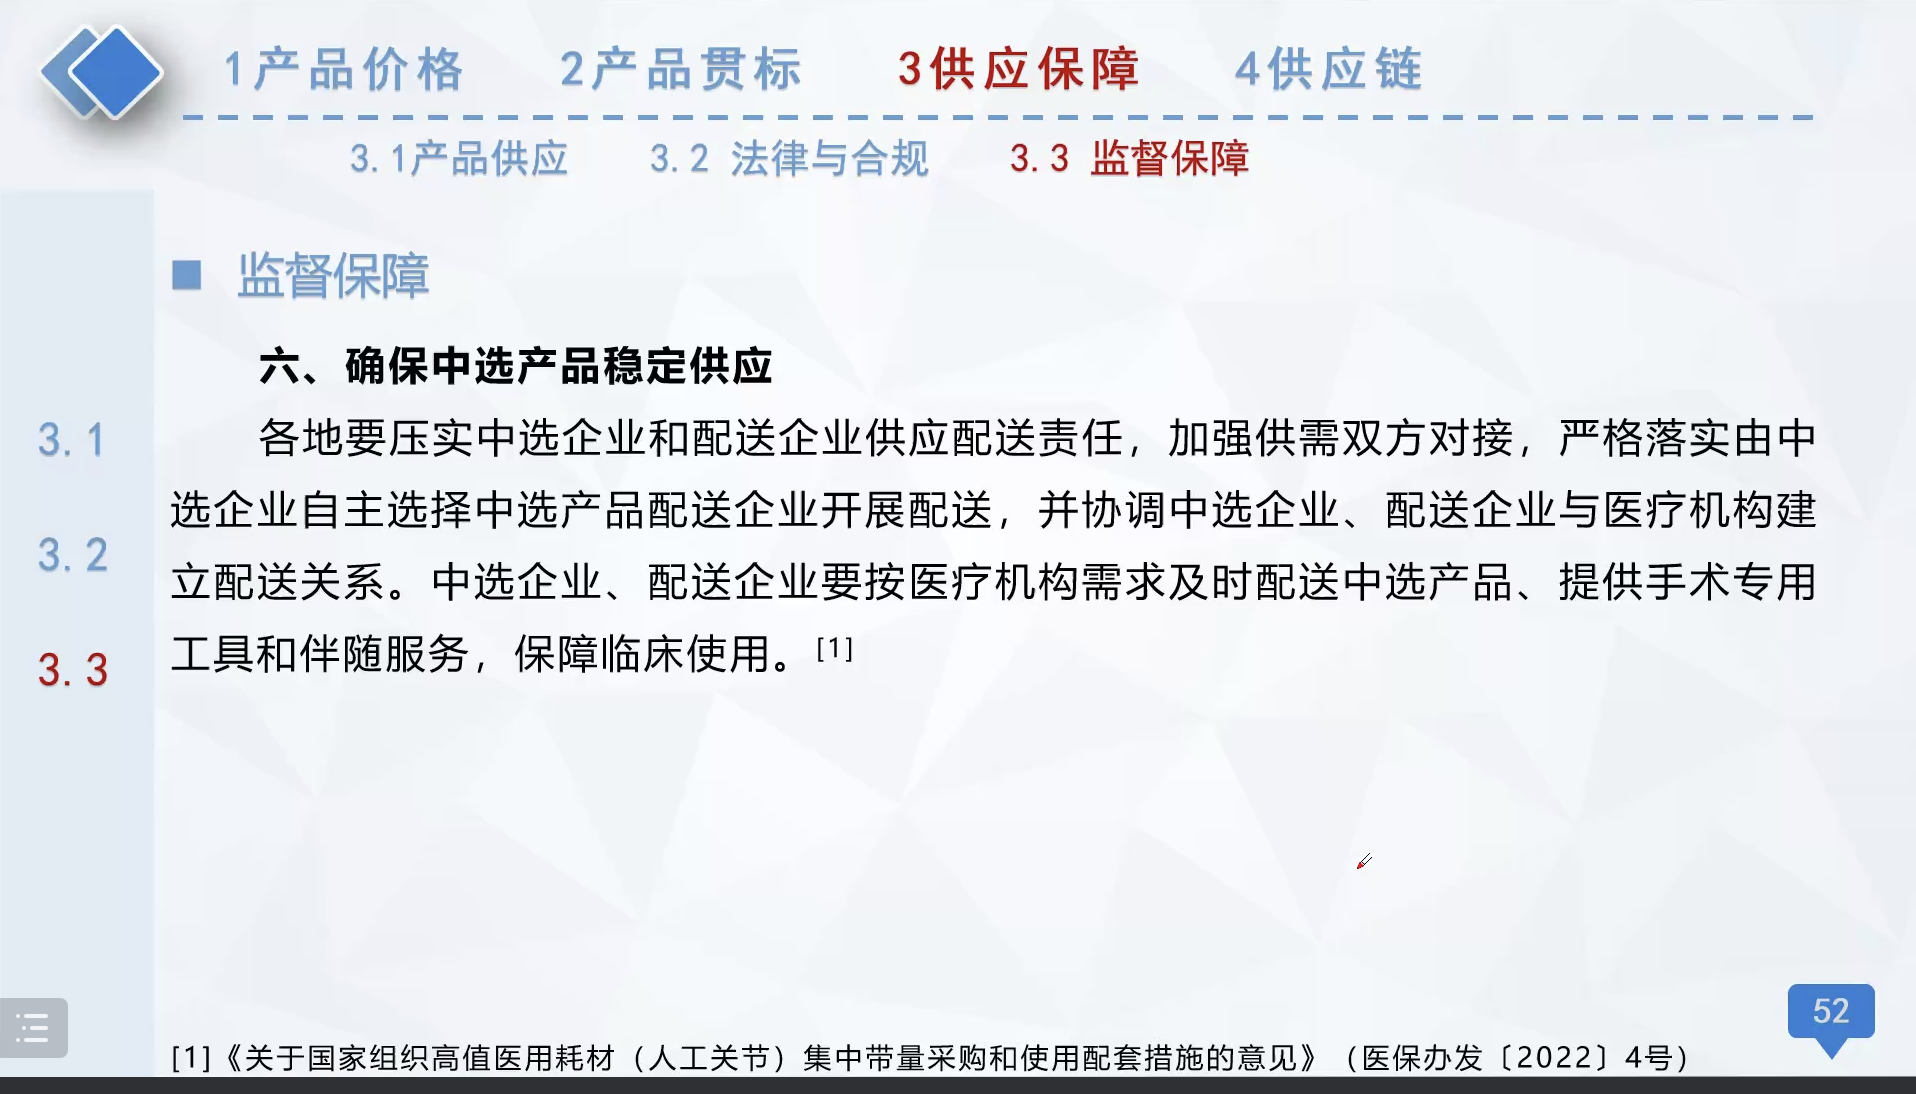 1产品价格 2产品贯标 3供应保障 4供应链
3.1产品供应 3.2 法律与合规 3.3 监督保障
■ 监督保障
六、确保中选产品稳定供应
各地要压实中选企业和配送企业供应配送责任，加强供需双方对接，严格落实由中
选企业自主选择中选产品配送企业开展配送，并协调中选企业、配送企业与医疗机构建
立配送关系。中选企业、配送企业要按医疗机构需求及时配送中选产品、提供手术专用
工具和伴随服务，保障临床使用。[1]
3.1
3.2
3.3
52
[1]《关于国家组织高值医用耗材（人工关节）集中带量采购和使用配套措施的意见》（医保办发〔2022〕4号）